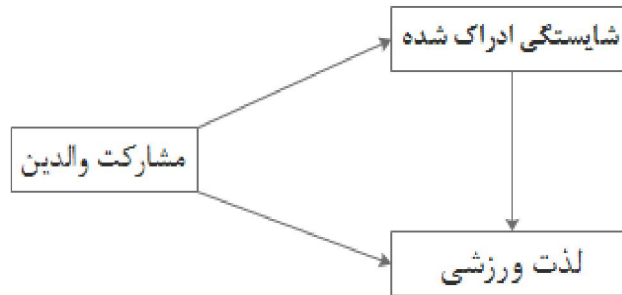 شایستگی ادراک شده
مشارکت والدین
لذت ورزشی